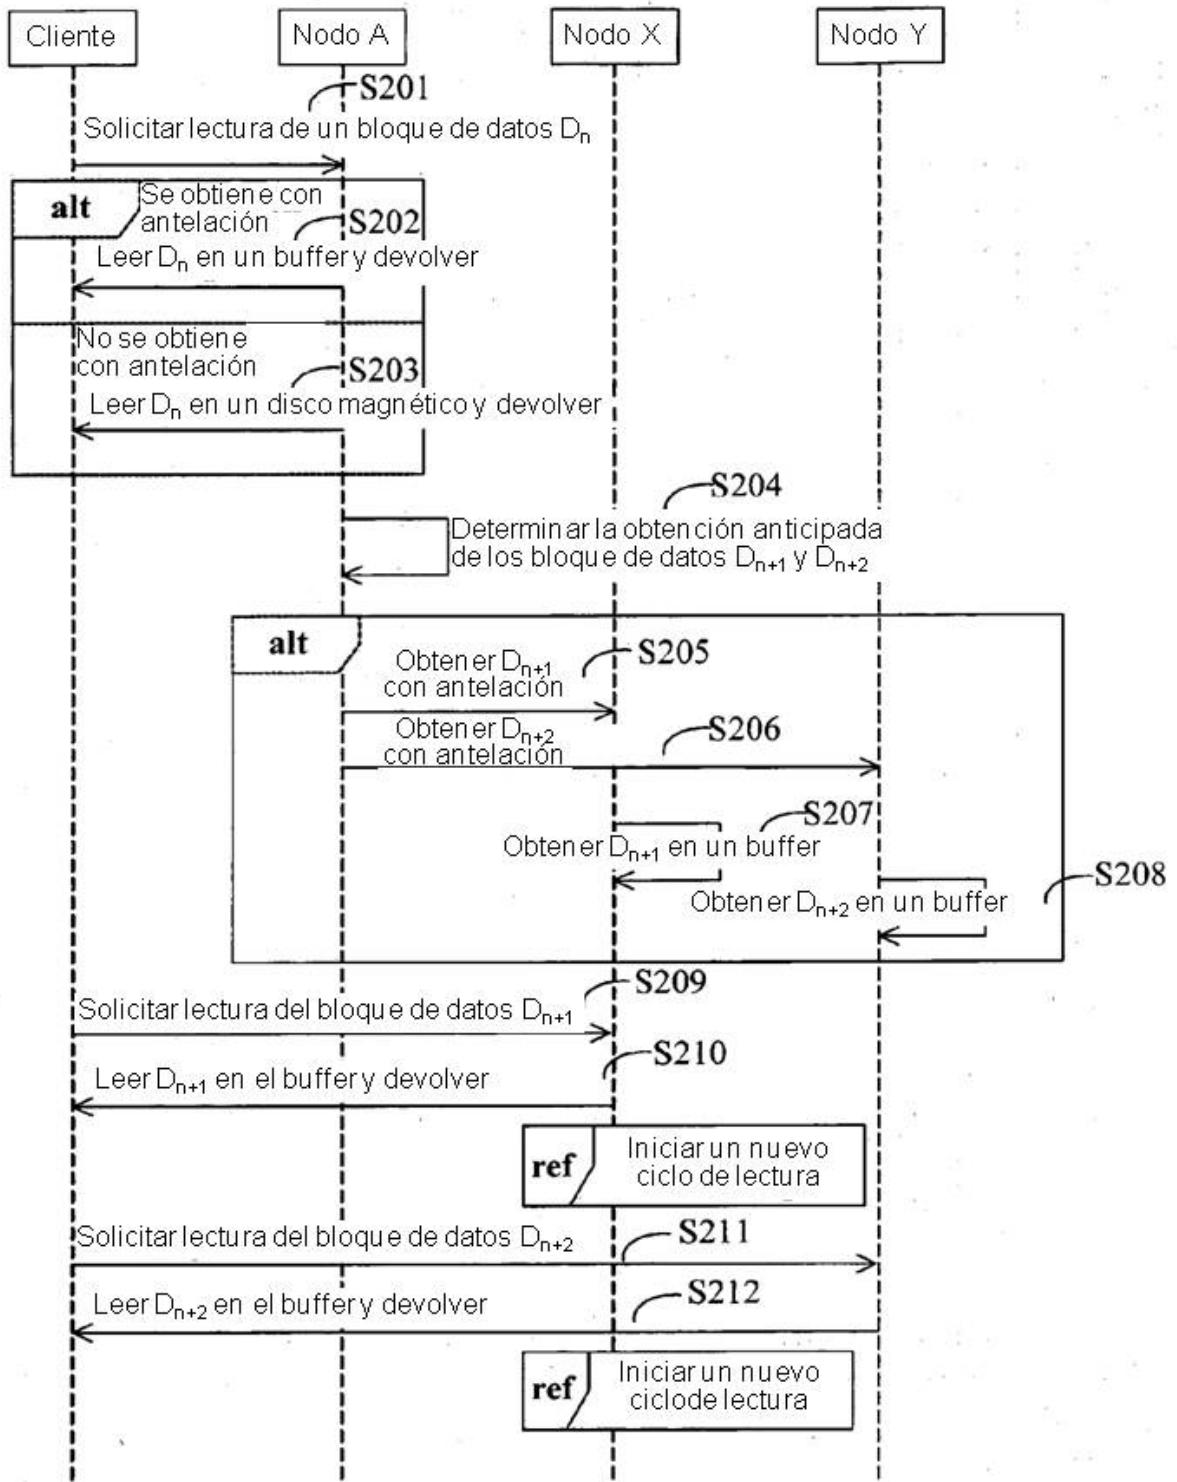 Cliente
Nodo A
Nodo X
Nodo Y
S201
Solicitar lectura de un bloque de datos Dₙ
alt
Se obtiene con
antelación
S202
Leer Dₙ en un buffer y devolver
No se obtiene
con antelación
S203
Leer Dₙ en un disco magnético y devolver
S204
Determinar la obtención anticipada
de los bloque de datos Dₙ₊₁ y Dₙ₊₂
alt
S205
Obtener Dₙ₊₁
con antelación
Obtener Dₙ₊₂
con antelación
S206
S207
Obtener Dₙ₊₁ en un buffer
S208
Obtener Dₙ₊₂ en un buffer
S209
Solicitar lectura del bloque de datos Dₙ₊₁
S210
Leer Dₙ₊₁ en el buffer y devolver
ref
Iniciar un nuevo
ciclo de lectura
Solicitar lectura del bloque de datos Dₙ₊₂
S211
S212
Leer Dₙ₊₂ en el buffer y devolver
ref
Iniciar un nuevo
ciclo de lectura